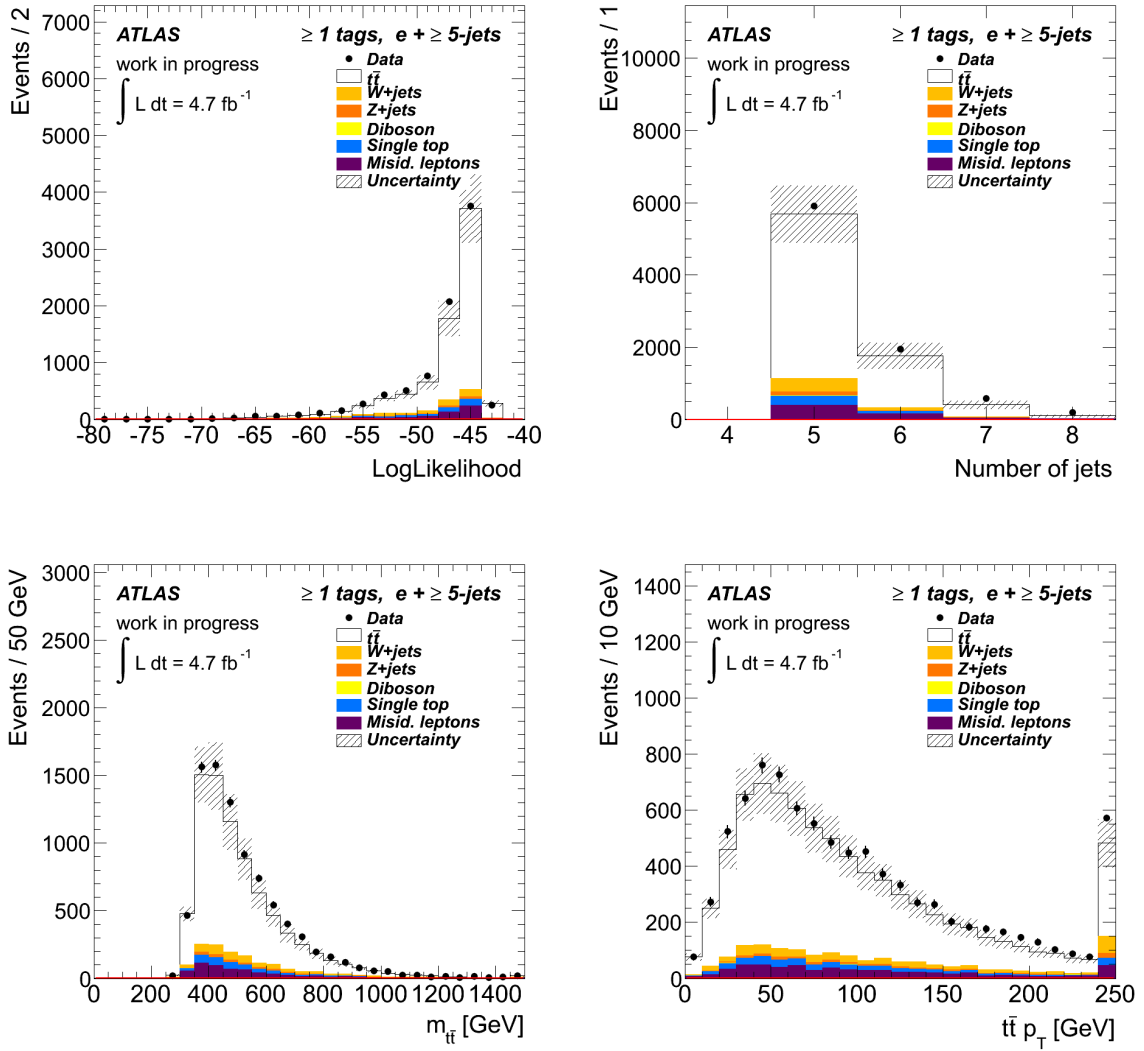 Events / 2
7000
6000
5000
4000
3000
2000
1000
0
ATLAS
≥ 1 tags, e + ≥ 5-jets
work in progress
∫ L dt = 4.7 fb⁻¹
Data
tt̄
W+jets
Z+jets
Diboson
Single top
Misid. leptons
Uncertainty
-80 -75 -70 -65 -60 -55 -50 -45 -40
LogLikelihood
Events / 1
10000
8000
6000
4000
2000
0
ATLAS
≥ 1 tags, e + ≥ 5-jets
work in progress
∫ L dt = 4.7 fb⁻¹
Data
tt̄
W+jets
Z+jets
Diboson
Single top
Misid. leptons
Uncertainty
4 5 6 7 8
Number of jets
Events / 50 GeV
3000
2500
2000
1500
1000
500
0
ATLAS
≥ 1 tags, e + ≥ 5-jets
work in progress
∫ L dt = 4.7 fb⁻¹
Data
tt̄
W+jets
Z+jets
Diboson
Single top
Misid. leptons
Uncertainty
0 200 400 600 800 1000 1200 1400
m_tt̄ [GeV]
Events / 10 GeV
1400
1200
1000
800
600
400
200
0
ATLAS
≥ 1 tags, e + ≥ 5-jets
work in progress
∫ L dt = 4.7 fb⁻¹
Data
tt̄
W+jets
Z+jets
Diboson
Single top
Misid. leptons
Uncertainty
0 50 100 150 200 250
tt̄ p_T [GeV]